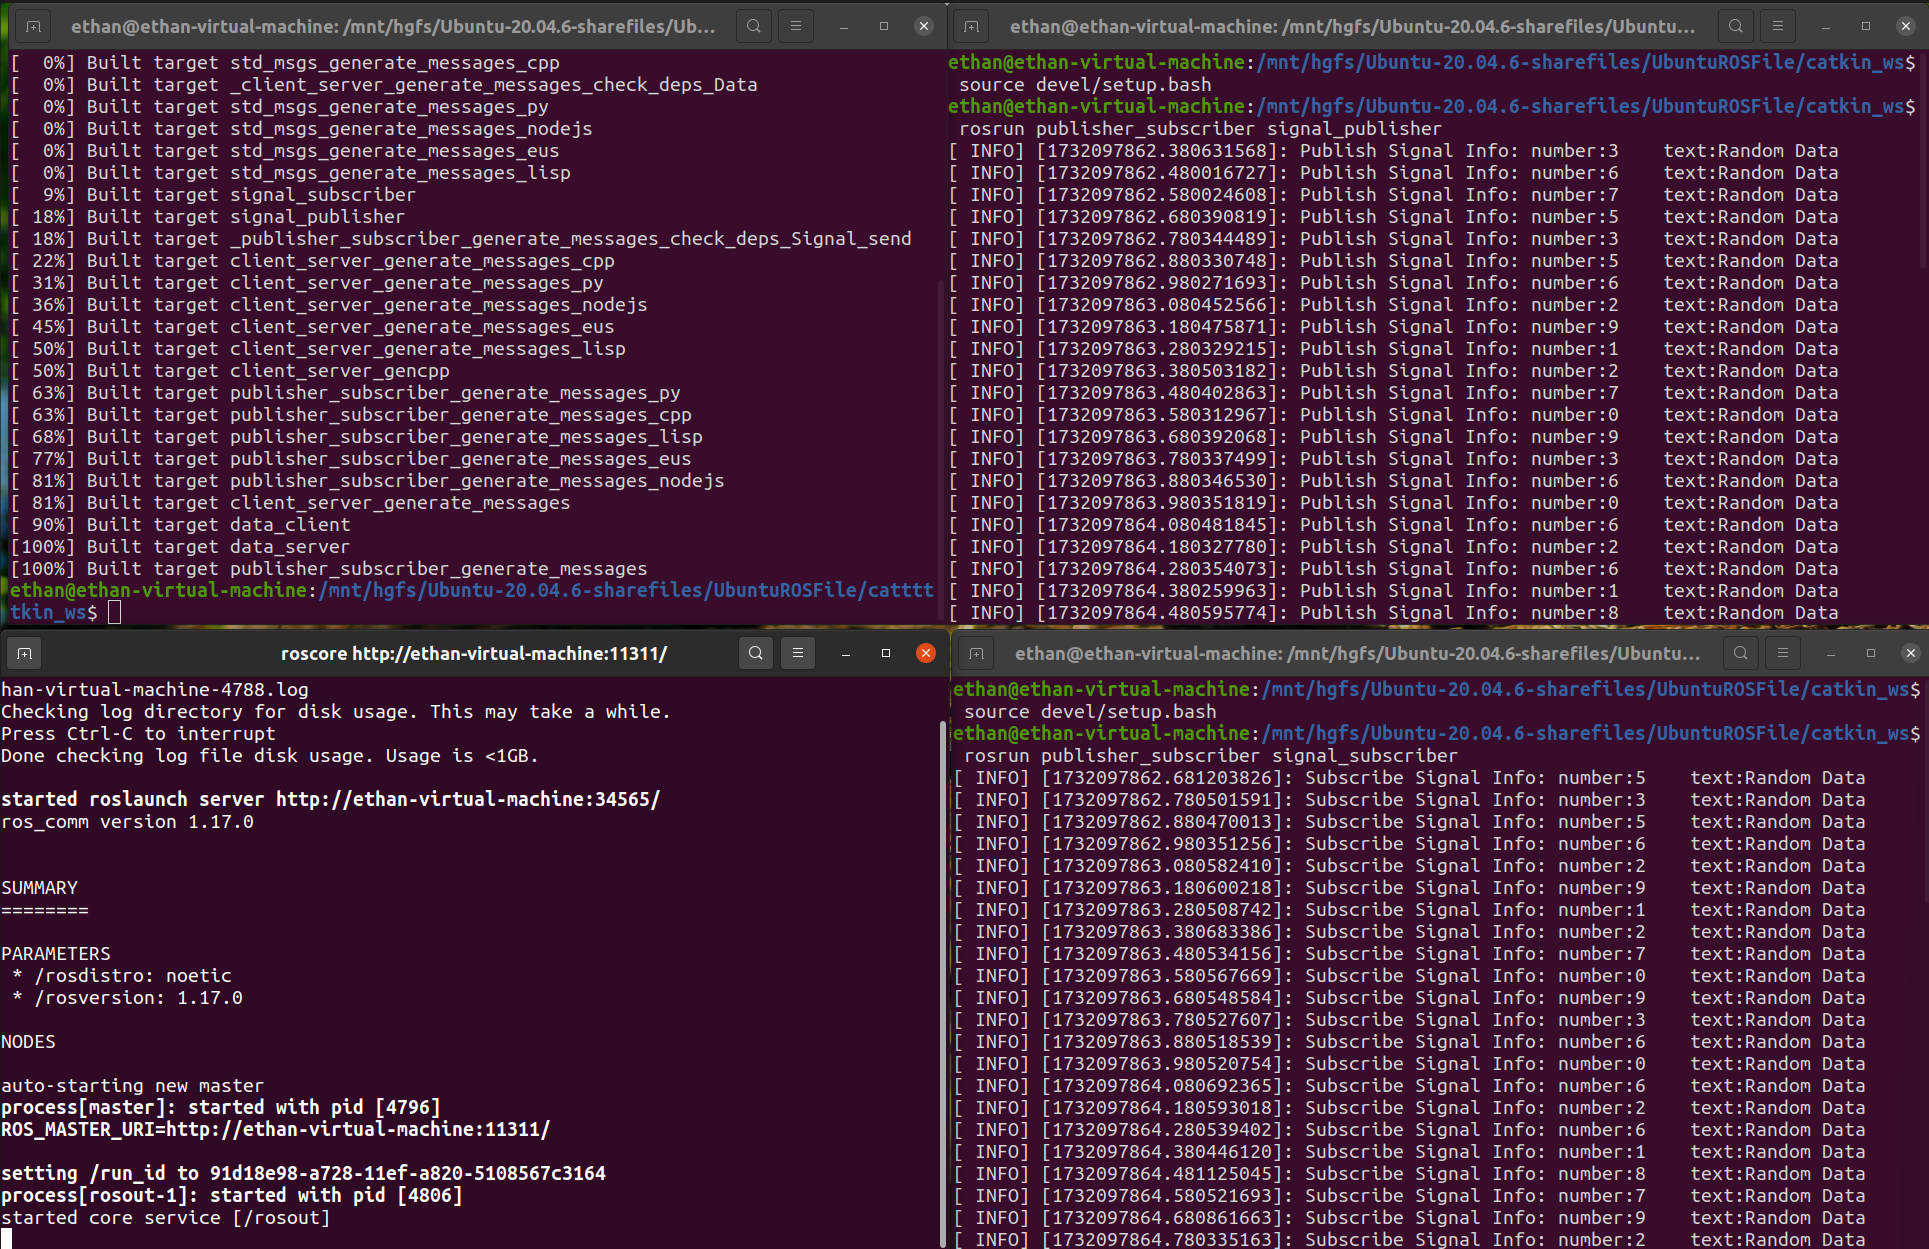 ethan@ethan-virtual-machine: /mnt/hgfs/Ubuntu-20.04.6-sharefiles/Ub...
[  0%] Built target std_msgs_generate_messages_cpp
[  0%] Built target _client_server_generate_messages_check_deps_Data
[  0%] Built target std_msgs_generate_messages_py
[  0%] Built target std_msgs_generate_messages_nodejs
[  0%] Built target std_msgs_generate_messages_eus
[  0%] Built target std_msgs_generate_messages_lisp
[  9%] Built target signal_subscriber
[ 18%] Built target signal_publisher
[ 18%] Built target _publisher_subscriber_generate_messages_check_deps_Signal_send
[ 22%] Built target client_server_generate_messages_cpp
[ 31%] Built target client_server_generate_messages_py
[ 36%] Built target client_server_generate_messages_nodejs
[ 45%] Built target client_server_generate_messages_eus
[ 50%] Built target client_server_generate_messages_lisp
[ 50%] Built target client_server_gencpp
[ 63%] Built target publisher_subscriber_generate_messages_py
[ 63%] Built target publisher_subscriber_generate_messages_cpp
[ 68%] Built target publisher_subscriber_generate_messages_lisp
[ 77%] Built target publisher_subscriber_generate_messages_eus
[ 81%] Built target publisher_subscriber_generate_messages_nodejs
[ 81%] Built target client_server_generate_messages
[ 90%] Built target data_client
[100%] Built target data_server
[100%] Built target publisher_subscriber_generate_messages
ethan@ethan-virtual-machine:/mnt/hgfs/Ubuntu-20.04.6-sharefiles/UbuntuROSFile/catttt
tkin_ws$
ethan@ethan-virtual-machine: /mnt/hgfs/Ubuntu-20.04.6-sharefiles/Ubuntu...
ethan@ethan-virtual-machine:/mnt/hgfs/Ubuntu-20.04.6-sharefiles/UbuntuROSFile/catkin_ws$
source devel/setup.bash
ethan@ethan-virtual-machine:/mnt/hgfs/Ubuntu-20.04.6-sharefiles/UbuntuROSFile/catkin_ws$
rosrun publisher_subscriber signal_publisher
[ INFO] [1732097862.380631568]: Publish Signal Info: number:3    text:Random Data
[ INFO] [1732097862.480016727]: Publish Signal Info: number:6    text:Random Data
[ INFO] [1732097862.580024608]: Publish Signal Info: number:7    text:Random Data
[ INFO] [1732097862.680390819]: Publish Signal Info: number:5    text:Random Data
[ INFO] [1732097862.780344489]: Publish Signal Info: number:3    text:Random Data
[ INFO] [1732097862.880330748]: Publish Signal Info: number:5    text:Random Data
[ INFO] [1732097862.980271693]: Publish Signal Info: number:6    text:Random Data
[ INFO] [1732097863.080452566]: Publish Signal Info: number:2    text:Random Data
[ INFO] [1732097863.180475871]: Publish Signal Info: number:9    text:Random Data
[ INFO] [1732097863.280329215]: Publish Signal Info: number:1    text:Random Data
[ INFO] [1732097863.380503182]: Publish Signal Info: number:2    text:Random Data
[ INFO] [1732097863.480402863]: Publish Signal Info: number:7    text:Random Data
[ INFO] [1732097863.580312967]: Publish Signal Info: number:0    text:Random Data
[ INFO] [1732097863.680392068]: Publish Signal Info: number:9    text:Random Data
[ INFO] [1732097863.780337499]: Publish Signal Info: number:3    text:Random Data
[ INFO] [1732097863.880346530]: Publish Signal Info: number:6    text:Random Data
[ INFO] [1732097863.980351819]: Publish Signal Info: number:0    text:Random Data
[ INFO] [1732097864.080481845]: Publish Signal Info: number:6    text:Random Data
[ INFO] [1732097864.180327780]: Publish Signal Info: number:2    text:Random Data
[ INFO] [1732097864.280354073]: Publish Signal Info: number:6    text:Random Data
[ INFO] [1732097864.380259963]: Publish Signal Info: number:1    text:Random Data
[ INFO] [1732097864.480595774]: Publish Signal Info: number:8    text:Random Data
roscore http://ethan-virtual-machine:11311/
han-virtual-machine-4788.log
Checking log directory for disk usage. This may take a while.
Press Ctrl-C to interrupt
Done checking log file disk usage. Usage is <1GB.
started roslaunch server http://ethan-virtual-machine:34565/
ros_comm version 1.17.0
SUMMARY
========
PARAMETERS
* /rosdistro: noetic
* /rosversion: 1.17.0
NODES
auto-starting new master
process[master]: started with pid [4796]
ROS_MASTER_URI=http://ethan-virtual-machine:11311/
setting /run_id to 91d18e98-a728-11ef-a820-5108567c3164
process[rosout-1]: started with pid [4806]
started core service [/rosout]
ethan@ethan-virtual-machine: /mnt/hgfs/Ubuntu-20.04.6-sharefiles/Ubuntu...
ethan@ethan-virtual-machine:/mnt/hgfs/Ubuntu-20.04.6-sharefiles/UbuntuROSFile/catkin_ws$
source devel/setup.bash
ethan@ethan-virtual-machine:/mnt/hgfs/Ubuntu-20.04.6-sharefiles/UbuntuROSFile/catkin_ws$
rosrun publisher_subscriber signal_subscriber
[ INFO] [1732097862.681203826]: Subscribe Signal Info: number:5    text:Random Data
[ INFO] [1732097862.780501591]: Subscribe Signal Info: number:3    text:Random Data
[ INFO] [1732097862.880470013]: Subscribe Signal Info: number:5    text:Random Data
[ INFO] [1732097862.980351256]: Subscribe Signal Info: number:6    text:Random Data
[ INFO] [1732097863.080582410]: Subscribe Signal Info: number:2    text:Random Data
[ INFO] [1732097863.180600218]: Subscribe Signal Info: number:9    text:Random Data
[ INFO] [1732097863.280508742]: Subscribe Signal Info: number:1    text:Random Data
[ INFO] [1732097863.380683386]: Subscribe Signal Info: number:2    text:Random Data
[ INFO] [1732097863.480534156]: Subscribe Signal Info: number:7    text:Random Data
[ INFO] [1732097863.580567669]: Subscribe Signal Info: number:0    text:Random Data
[ INFO] [1732097863.680548584]: Subscribe Signal Info: number:9    text:Random Data
[ INFO] [1732097863.780527607]: Subscribe Signal Info: number:3    text:Random Data
[ INFO] [1732097863.880518539]: Subscribe Signal Info: number:6    text:Random Data
[ INFO] [1732097863.980520754]: Subscribe Signal Info: number:0    text:Random Data
[ INFO] [1732097864.080692365]: Subscribe Signal Info: number:6    text:Random Data
[ INFO] [1732097864.180593018]: Subscribe Signal Info: number:2    text:Random Data
[ INFO] [1732097864.280539402]: Subscribe Signal Info: number:6    text:Random Data
[ INFO] [1732097864.380446120]: Subscribe Signal Info: number:1    text:Random Data
[ INFO] [1732097864.481125045]: Subscribe Signal Info: number:8    text:Random Data
[ INFO] [1732097864.580521693]: Subscribe Signal Info: number:7    text:Random Data
[ INFO] [1732097864.680861663]: Subscribe Signal Info: number:9    text:Random Data
[ INFO] [1732097864.780335163]: Subscribe Signal Info: number:2    text:Random Data